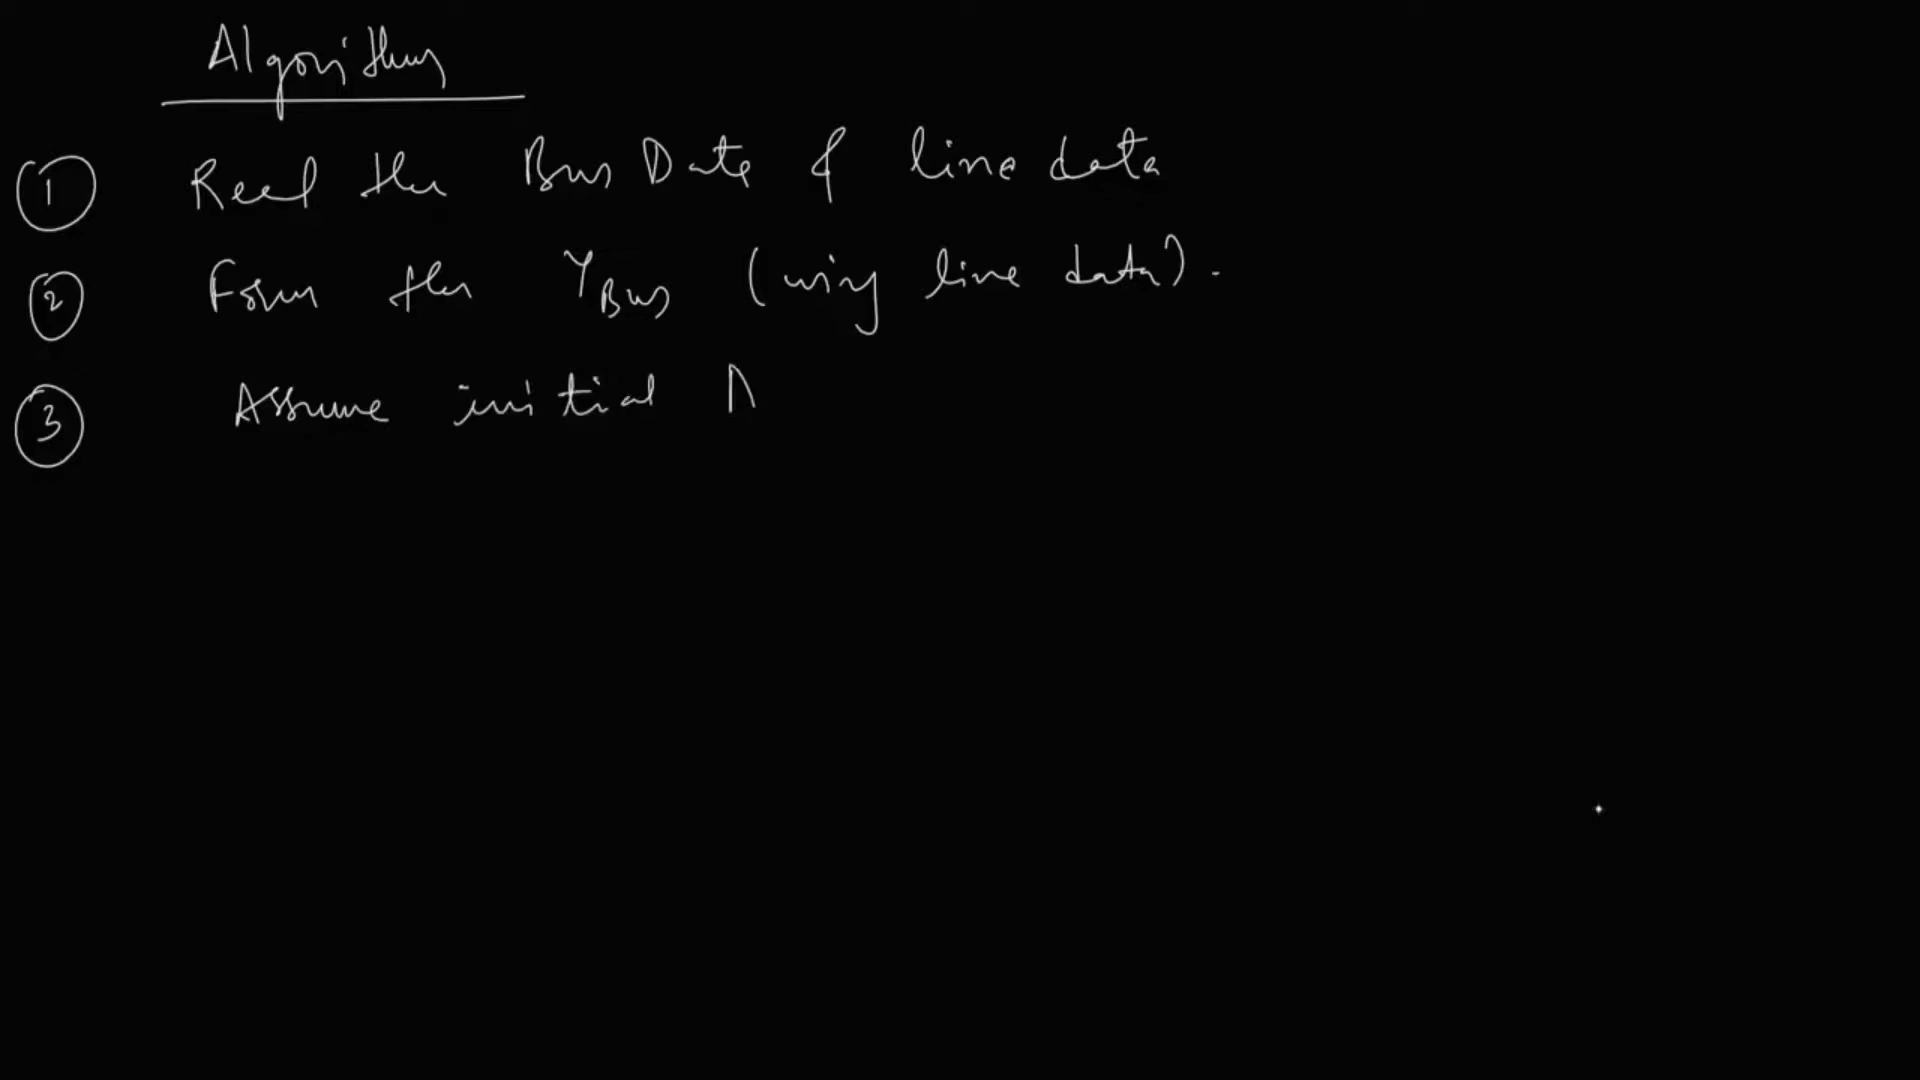 Algorithm
① Read the Bus Data & line data
② Form the YBus (using line data).
③ Assume initial